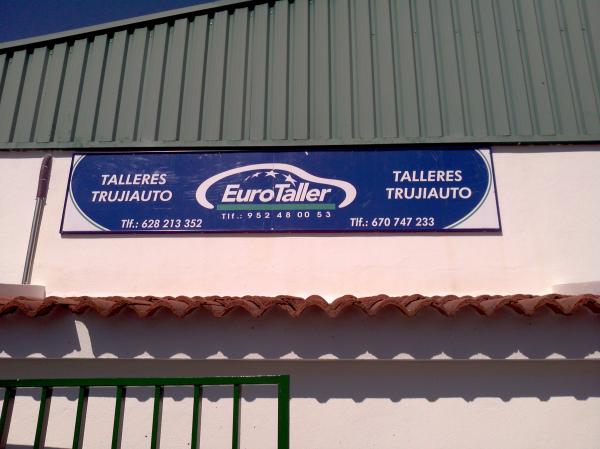 TALLERES
TRUJIAUTO
Tlf.: 628 213 352
EuroTaller
Tlf.: 952 48 00 53
TALLERES
TRUJIAUTO
Tlf.: 670 747 233